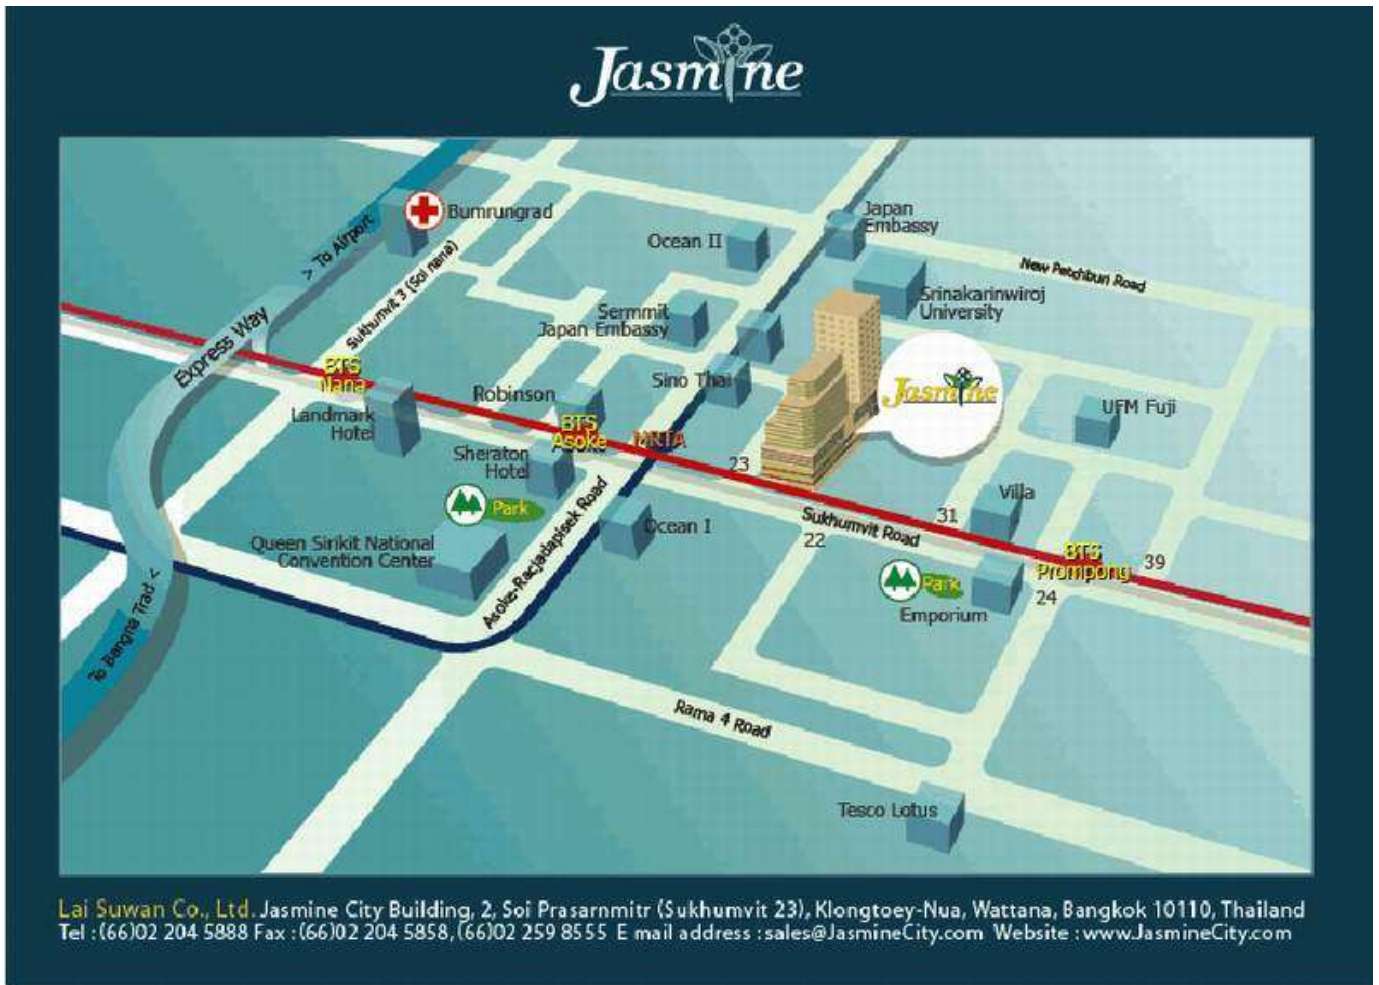 Jasmine
Bumrungrad
Japan
Embassy
Ocean II
> To Airport
Sukhumvit 3 (Soi nana)
New Petchburi Road
Srinakarinwiroj
University
Sermmit
Japan Embassy
Express Way
BTS
Nana
Sino Thai
Jasmine
Robinson
UFM Fuji
Landmark
Hotel
BTS
Asoke
MRTA
Sheraton
Hotel
23
Villa
Park
Asoke-Racjadapisek Road
Ocean I
Sukhumvit Road
31
22
Queen Sirikit National
Convention Center
BTS
Prompong
39
Park
24
Emporium
To Bangna Trad <
Rama 4 Road
Tesco Lotus
Lai Suwan Co., Ltd. Jasmine City Building, 2, Soi Prasarnmitr (Sukhumvit 23), Klongtoey-Nua, Wattana, Bangkok 10110, Thailand
Tel : (66)02 204 5888 Fax : (66)02 204 5858, (66)02 259 8555 E mail address : sales@JasmineCity.com Website : www.JasmineCity.com